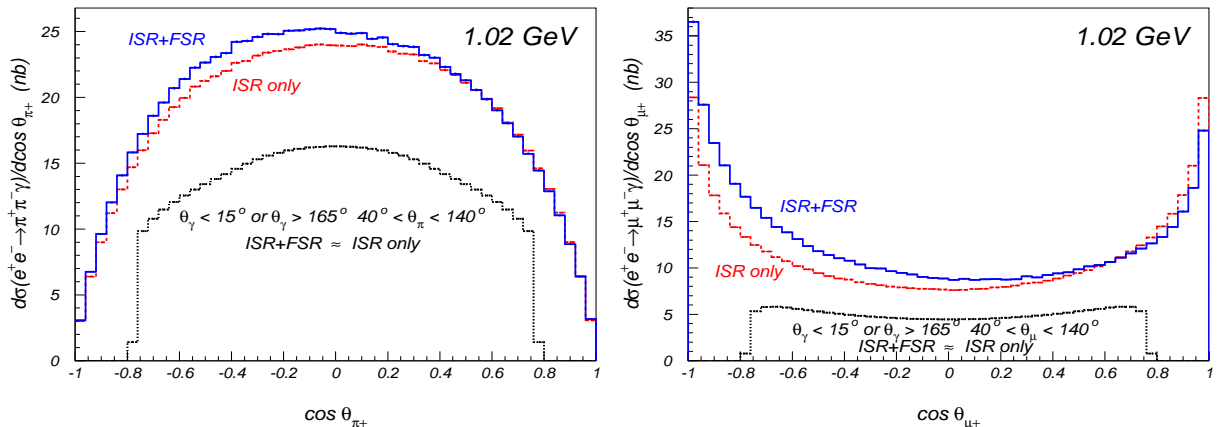 dσ(e⁺e⁻→π⁺π⁻γ)/dcos θπ+ (nb)
25
20
15
10
5
0
ISR+FSR
1.02 GeV
ISR only
θγ < 15° or θγ > 165° 40° < θπ < 140°
ISR+FSR ≈ ISR only
-1 -0.8 -0.6 -0.4 -0.2 0 0.2 0.4 0.6 0.8 1
cos θπ+
dσ(e⁺e⁻→μ⁺μ⁻γ)/dcos θμ+ (nb)
35
30
25
20
15
10
5
0
1.02 GeV
ISR+FSR
ISR only
θγ < 15° or θγ > 165° 40° < θμ < 140°
ISR+FSR ≈ ISR only
-1 -0.8 -0.6 -0.4 -0.2 0 0.2 0.4 0.6 0.8 1
cos θμ+